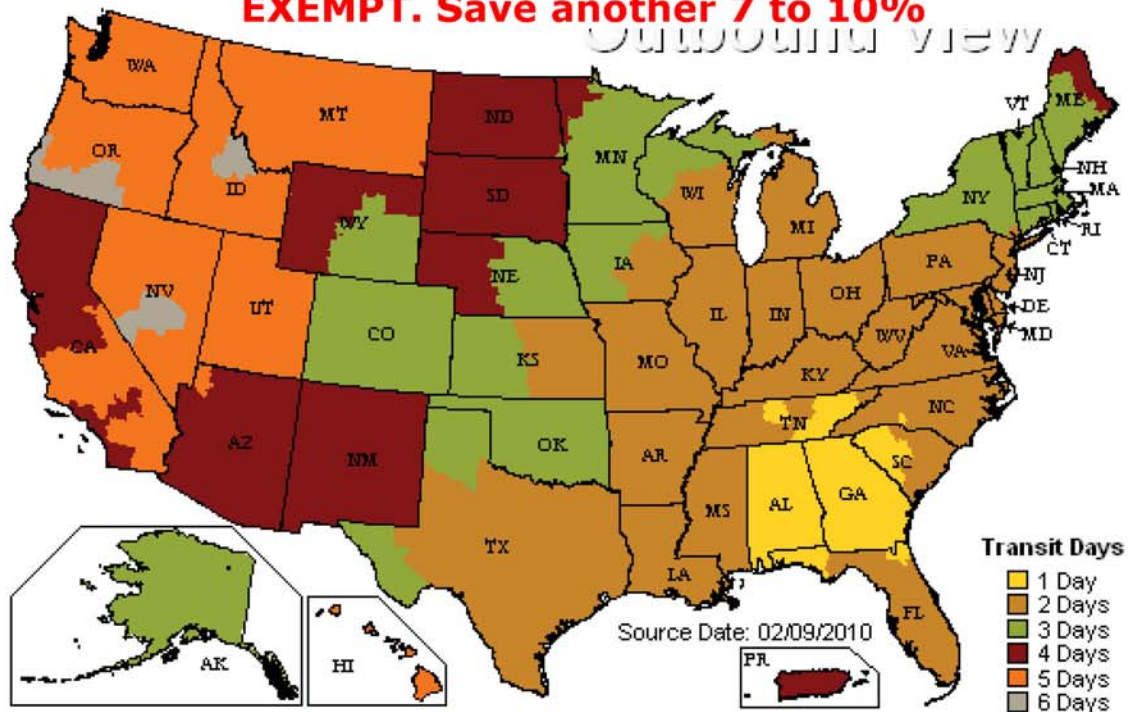 EXEMPT. Save another 7 to 10%
Outbound View
WA
MT
ND
ME
VT
OR
MN
ID
NH
SD
WI
NY
MA
WY
MI
RI
CT
IA
PA
NE
NJ
NV
UT
IL
IN
OH
DE
CO
WV
MD
CA
KS
MO
VA
KY
NC
TN
AZ
OK
NM
AR
SC
MS
AL
GA
TX
LA
Transit Days
1 Day
2 Days
FL
Source Date: 02/09/2010
3 Days
AK
HI
PR
4 Days
5 Days
6 Days